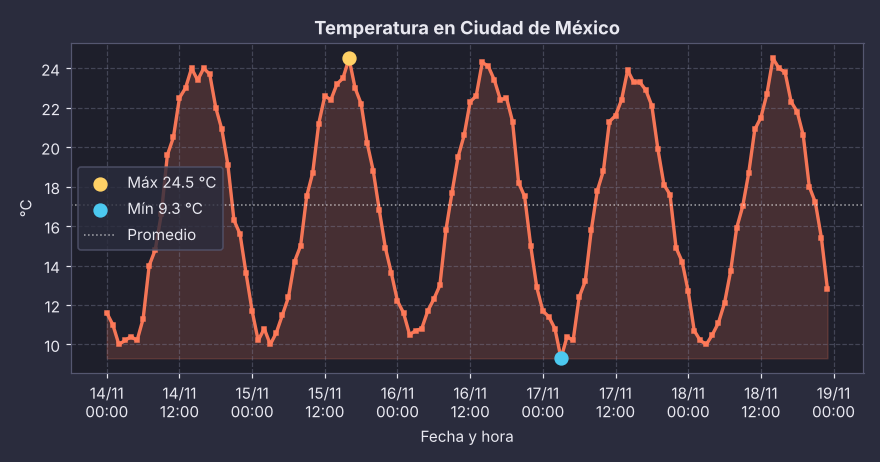 Temperatura en Ciudad de México
°C
24
22
20
18
16
14
12
10
Máx 24.5 °C
Mín 9.3 °C
Promedio
14/11 14/11 15/11 15/11 16/11 16/11 17/11 17/11 18/11 18/11 19/11
00:00 12:00 00:00 12:00 00:00 12:00 00:00 12:00 00:00 12:00 00:00
Fecha y hora